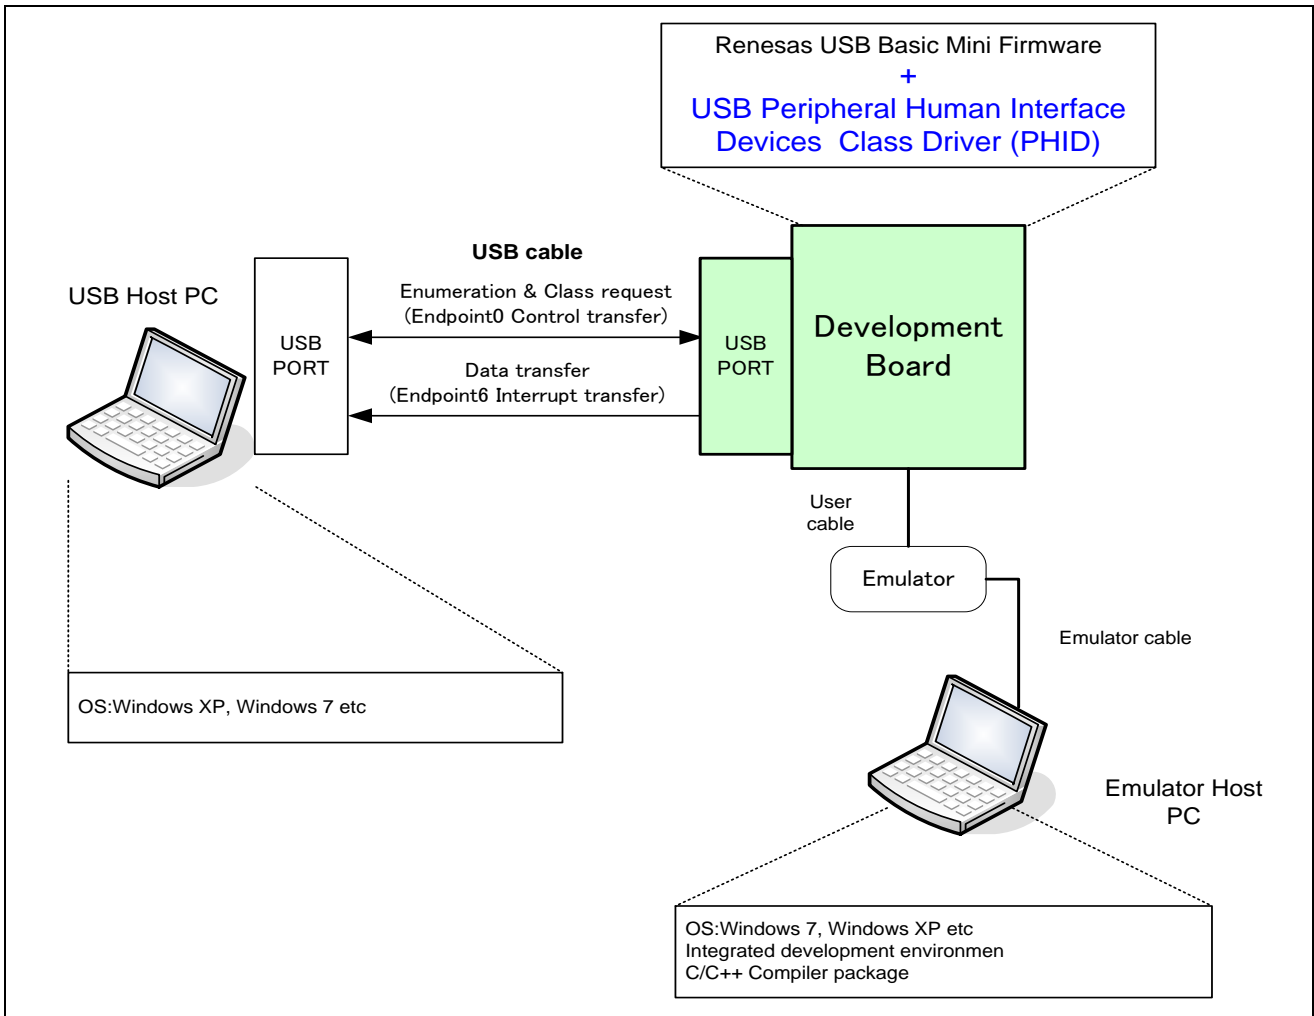 Renesas USB Basic Mini Firmware
+
USB Peripheral Human Interface
Devices Class Driver (PHID)
USB cable
Enumeration & Class request
(Endpoint0 Control transfer)
Data transfer
(Endpoint6 Interrupt transfer)
USB Host PC
USB
PORT
USB
PORT
Development
Board
User
cable
Emulator
Emulator cable
OS:Windows XP, Windows 7 etc
Emulator Host
PC
OS:Windows 7, Windows XP etc
Integrated development environmen
C/C++ Compiler package